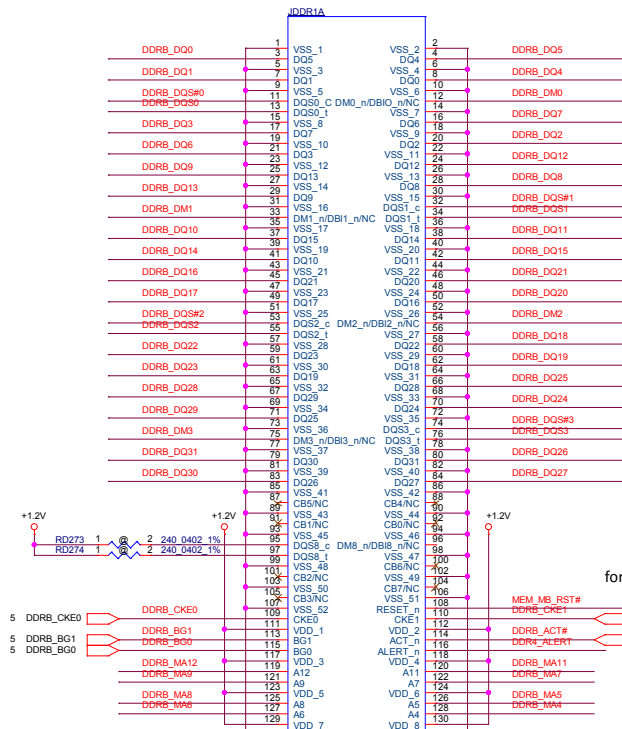 JDDR1A
1 VSS_1 VSS_2 2
DDRB_DQ0 3 DQ5 DQ4 4 DDRB_DQ5
5 VSS_3 VSS_4 6
DDRB_DQ1 7 DQ1 DQ0 8 DDRB_DQ4
9 VSS_5 VSS_6 10
DDRB_DQS#0 11 DQS0_C DM0_n/DBIO_n/NC 12 DDRB_DM0
DDRB_DQS0 13 DQS0_t VSS_7 14
15 VSS_8 DQ6 16 DDRB_DQ7
DDRB_DQ3 17 DQ7 VSS_9 18
19 VSS_10 DQ2 20 DDRB_DQ2
DDRB_DQ6 21 DQ3 VSS_11 22
23 VSS_12 DQ12 24 DDRB_DQ12
DDRB_DQ9 25 DQ13 VSS_13 26
27 VSS_14 DQ8 28 DDRB_DQ8
DDRB_DQ13 29 DQ9 VSS_15 30
31 VSS_16 DQS1_c 32 DDRB_DQS#1
DDRB_DM1 33 DM1_n/DBI1_n/NC DQS1_t 34 DDRB_DQS1
35 VSS_17 VSS_18 36
DDRB_DQ10 37 DQ15 DQ14 38 DDRB_DQ11
39 VSS_19 VSS_20 40
DDRB_DQ14 41 DQ10 DQ11 42 DDRB_DQ15
43 VSS_21 VSS_22 44
DDRB_DQ16 45 DQ21 DQ20 46 DDRB_DQ21
47 VSS_23 VSS_24 48
DDRB_DQ17 49 DQ17 DQ16 50 DDRB_DQ20
51 VSS_25 VSS_26 52
DDRB_DQS#2 53 DQS2_c DM2_n/DBI2_n/NC 54 DDRB_DM2
DDRB_DQS2 55 DQS2_t VSS_27 56
57 VSS_28 DQ22 58 DDRB_DQ18
DDRB_DQ22 59 DQ23 VSS_29 60
61 VSS_30 DQ18 62 DDRB_DQ19
DDRB_DQ23 63 DQ19 VSS_31 64
65 VSS_32 DQ28 66 DDRB_DQ25
DDRB_DQ28 67 DQ29 VSS_33 68
69 VSS_34 DQ24 70 DDRB_DQ24
DDRB_DQ29 71 DQ25 VSS_35 72
73 VSS_36 DQS3_c 74 DDRB_DQS#3
DDRB_DM3 75 DM3_n/DBI3_n/NC DQS3_t 76 DDRB_DQS3
77 VSS_37 VSS_38 78
DDRB_DQ31 79 DQ30 DQ31 80 DDRB_DQ26
81 VSS_39 VSS_40 82
DDRB_DQ30 83 DQ26 DQ27 84 DDRB_DQ27
85 VSS_41 VSS_42 86
87 CB5/NC CB4/NC 88
89 VSS_43 VSS_44 90
+1.2V +1.2V 91 CB1/NC CB0/NC 92 +1.2V
93 VSS_45 VSS_46 94
RD273 1 @ 2 240_0402_1% 95 DQS8_c DM8_n/DBI8_n/NC 96
RD274 1 @ 2 240_0402_1% 97 DQS8_t VSS_47 98
99 VSS_48 CB6/NC 100
101 CB2/NC VSS_49 102
for
103 VSS_50 CB7/NC 104
105 CB3/NC VSS_51 106
107 VSS_52 RESET_n 108 MEM_MB_RST#
5 DDRB_CKE0 DDRB_CKE0 109 CKE0 CKE1 110 DDRB_CKE1
111 VDD_1 VDD_2 112
5 DDRB_BG1 DDRB_BG1 113 BG1 ACT_n 114 DDRB_ACT#
5 DDRB_BG0 DDRB_BG0 115 BG0 ALERT_n 116 DDR4_ALERT
117 VDD_3 VDD_4 118
DDRB_MA12 119 A12 A11 120 DDRB_MA11
DDRB_MA9 121 A9 A7 122 DDRB_MA7
123 VDD_5 VDD_6 124
DDRB_MA8 125 A8 A5 126 DDRB_MA5
DDRB_MA6 127 A6 A4 128 DDRB_MA4
129 VDD_7 VDD_8 130